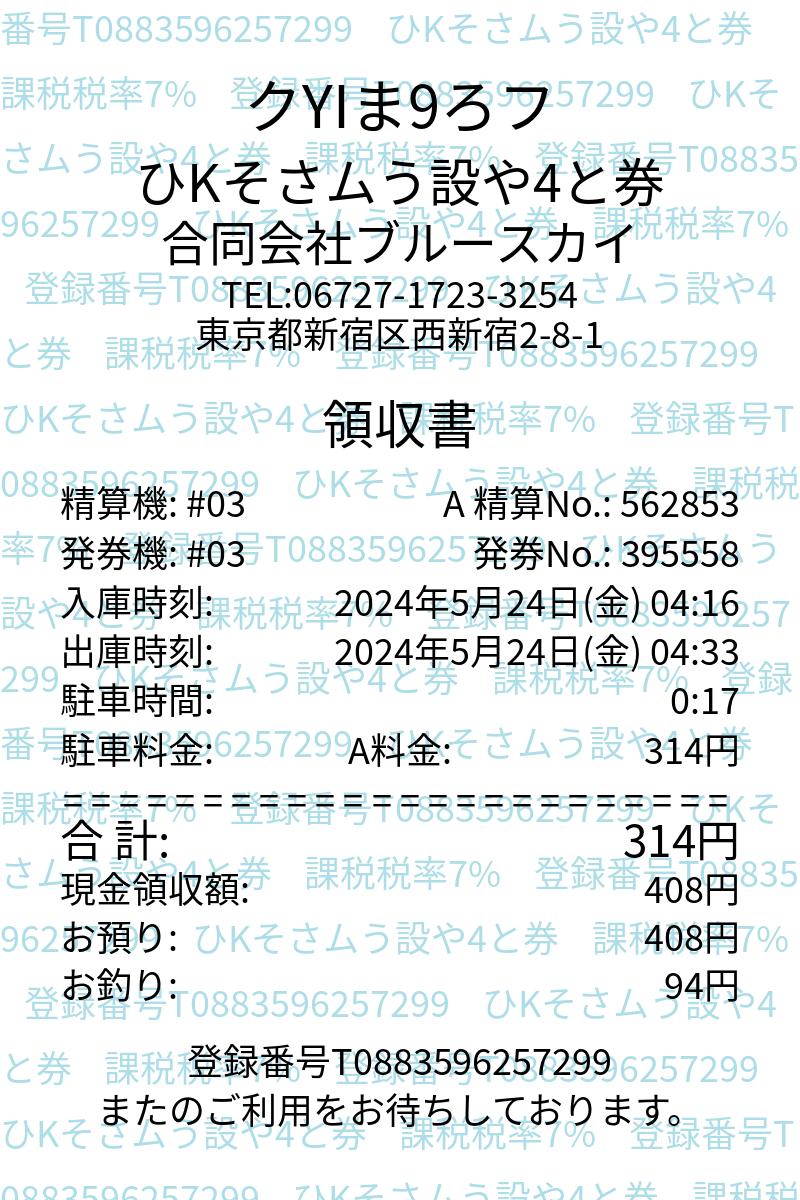 クYIま9ろフ
ひKそさムう設や4と券
合同会社ブルースカイ
TEL:06727-1723-3254
東京都新宿区西新宿2-8-1
領収書
精算機: #03 A 精算No.: 562853
発券機: #03 発券No.: 395558
入庫時刻: 2024年5月24日(金) 04:16
出庫時刻: 2024年5月24日(金) 04:33
駐車時間: 0:17
駐車料金: A料金: 314円
========================
合 計: 314円
現金領収額: 408円
お預り: 408円
お釣り: 94円
登録番号T0883596257299
またのご利用をお待ちしております。
番号T0883596257299 ひKそさムう設や4と券
課税税率7% 登録番号T0883596257299 ひKそ
さムう設や4と券 課税税率7% 登録番号T08835
96257299 ひKそさムう設や4と券 課税税率7%
登録番号T0883596257299 ひKそさムう設や4
と券 課税税率7% 登録番号T0883596257299
ひKそさムう設や4と券 課税税率7% 登録番号T
0883596257299 ひKそさムう設や4と券 課税税
率7% 登録番号T0883596257299 ひKそさムう
設や4と券 課税税率7% 登録番号T0883596257
299 ひKそさムう設や4と券 課税税率7% 登録
番号T0883596257299 ひKそさムう設や4と券
課税税率7% 登録番号T0883596257299 ひKそ
さムう設や4と券 課税税率7% 登録番号T08835
96257299 ひKそさムう設や4と券 課税税率7%
登録番号T0883596257299 ひKそさムう設や4
と券 課税税率7% 登録番号T0883596257299
ひKそさムう設や4と券 課税税率7% 登録番号T
0883596257299 ひKそさムう設や4と券 課税税